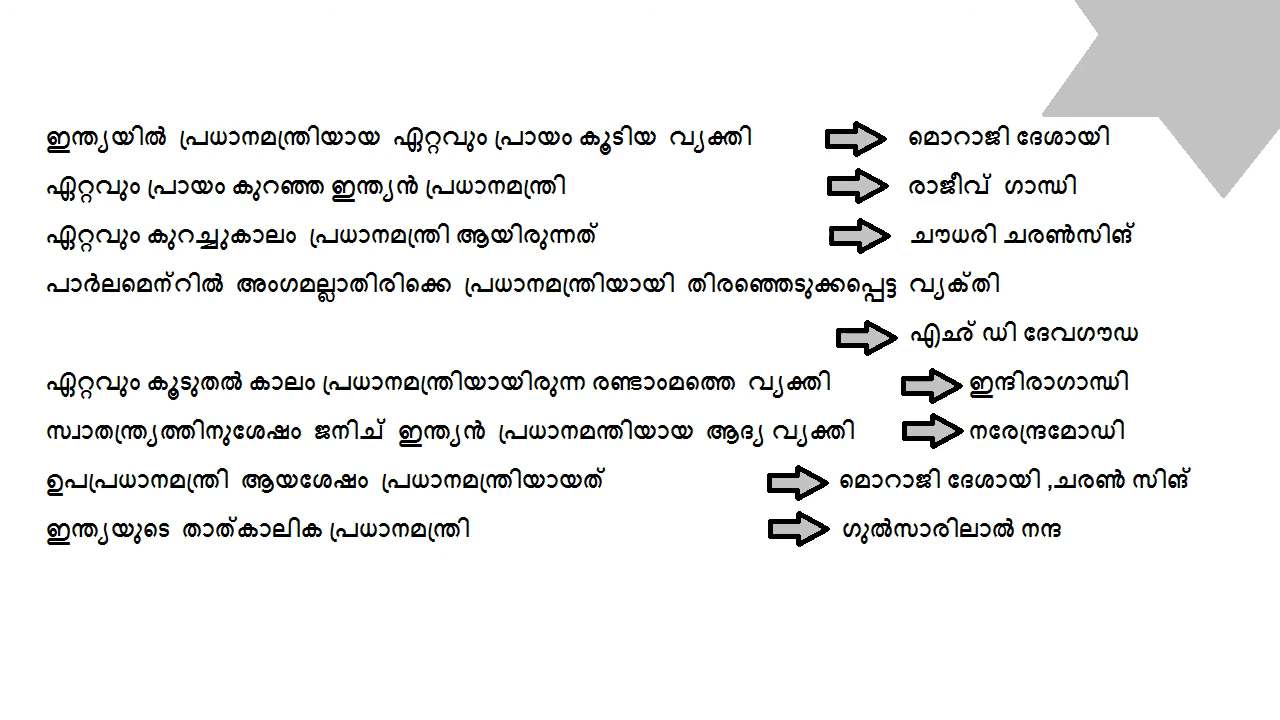 ഇന്ത്യയിൽ പ്രധാനമന്ത്രിയായ ഏറ്റവും പ്രായം കൂടിയ വ്യക്തി മൊറാജി ദേശായി
ഏറ്റവും പ്രായം കുറഞ്ഞ ഇന്ത്യൻ പ്രധാനമന്ത്രി രാജീവ് ഗാന്ധി
ഏറ്റവും കുറച്ചുകാലം പ്രധാനമന്ത്രി ആയിരുന്നത് ചൗധരി ചരൺസിങ്
പാർലമെന്റിൽ അംഗമല്ലാതിരിക്കെ പ്രധാനമന്ത്രിയായി തിരഞ്ഞെടുക്കപ്പെട്ട വ്യക്‌തി
എഛ് ഡി ദേവഗൗഡ
ഏറ്റവും കൂടുതൽ കാലം പ്രധാനമന്ത്രിയായിരുന്ന രണ്ടാംമത്തെ വ്യക്തി ഇന്ദിരാഗാന്ധി
സ്വാതന്ത്ര്യത്തിനുശേഷം ജനിച് ഇന്ത്യൻ പ്രധാനമന്തിയായ ആദ്യ വ്യക്തി നരേന്ദ്രമോഡി
ഉപപ്രധാനമന്ത്രി ആയശേഷം പ്രധാനമന്ത്രിയായത് മൊറാജി ദേശായി ,ചരൺ സിങ്
ഇന്ത്യയുടെ താത്കാലിക പ്രധാനമന്ത്രി ഗുൽസാരിലാൽ നന്ദ